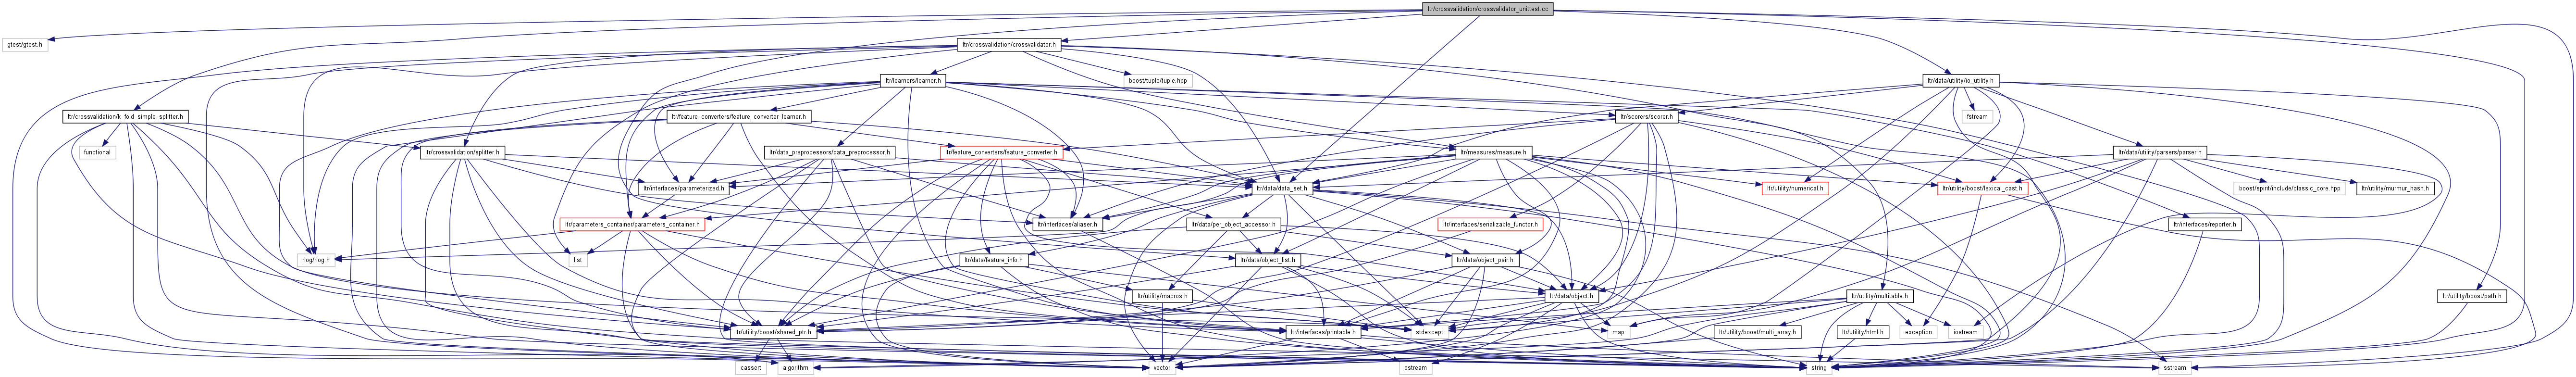 ltr/crossvalidation/crossvalidator_unittest.cc
gtest/gtest.h
ltr/crossvalidation/crossvalidator.h
ltr/learners/learner.h
boost/tuple/tuple.hpp
ltr/data/utility/io_utility.h
ltr/crossvalidation/k_fold_simple_splitter.h
ltr/feature_converters/feature_converter_learner.h
ltr/scorers/scorer.h
fstream
functional
ltr/crossvalidation/splitter.h
ltr/data_preprocessors/data_preprocessor.h
ltr/feature_converters/feature_converter.h
ltr/measures/measure.h
ltr/data/utility/parsers/parser.h
ltr/interfaces/parameterized.h
ltr/data/data_set.h
ltr/utility/numerical.h
ltr/utility/boost/lexical_cast.h
boost/spirit/include/classic_core.hpp
ltr/utility/murmur_hash.h
ltr/parameters_container/parameters_container.h
ltr/interfaces/aliaser.h
ltr/data/per_object_accessor.h
ltr/interfaces/serializable_functor.h
ltr/interfaces/reporter.h
rlog/rlog.h
list
ltr/data/feature_info.h
ltr/data/object_list.h
ltr/data/object_pair.h
ltr/utility/macros.h
ltr/data/object.h
ltr/utility/multitable.h
ltr/utility/boost/path.h
ltr/utility/boost/shared_ptr.h
ltr/interfaces/printable.h
stdexcept
map
ltr/utility/boost/multi_array.h
ltr/utility/html.h
exception
iostream
cassert
algorithm
vector
ostream
string
sstream